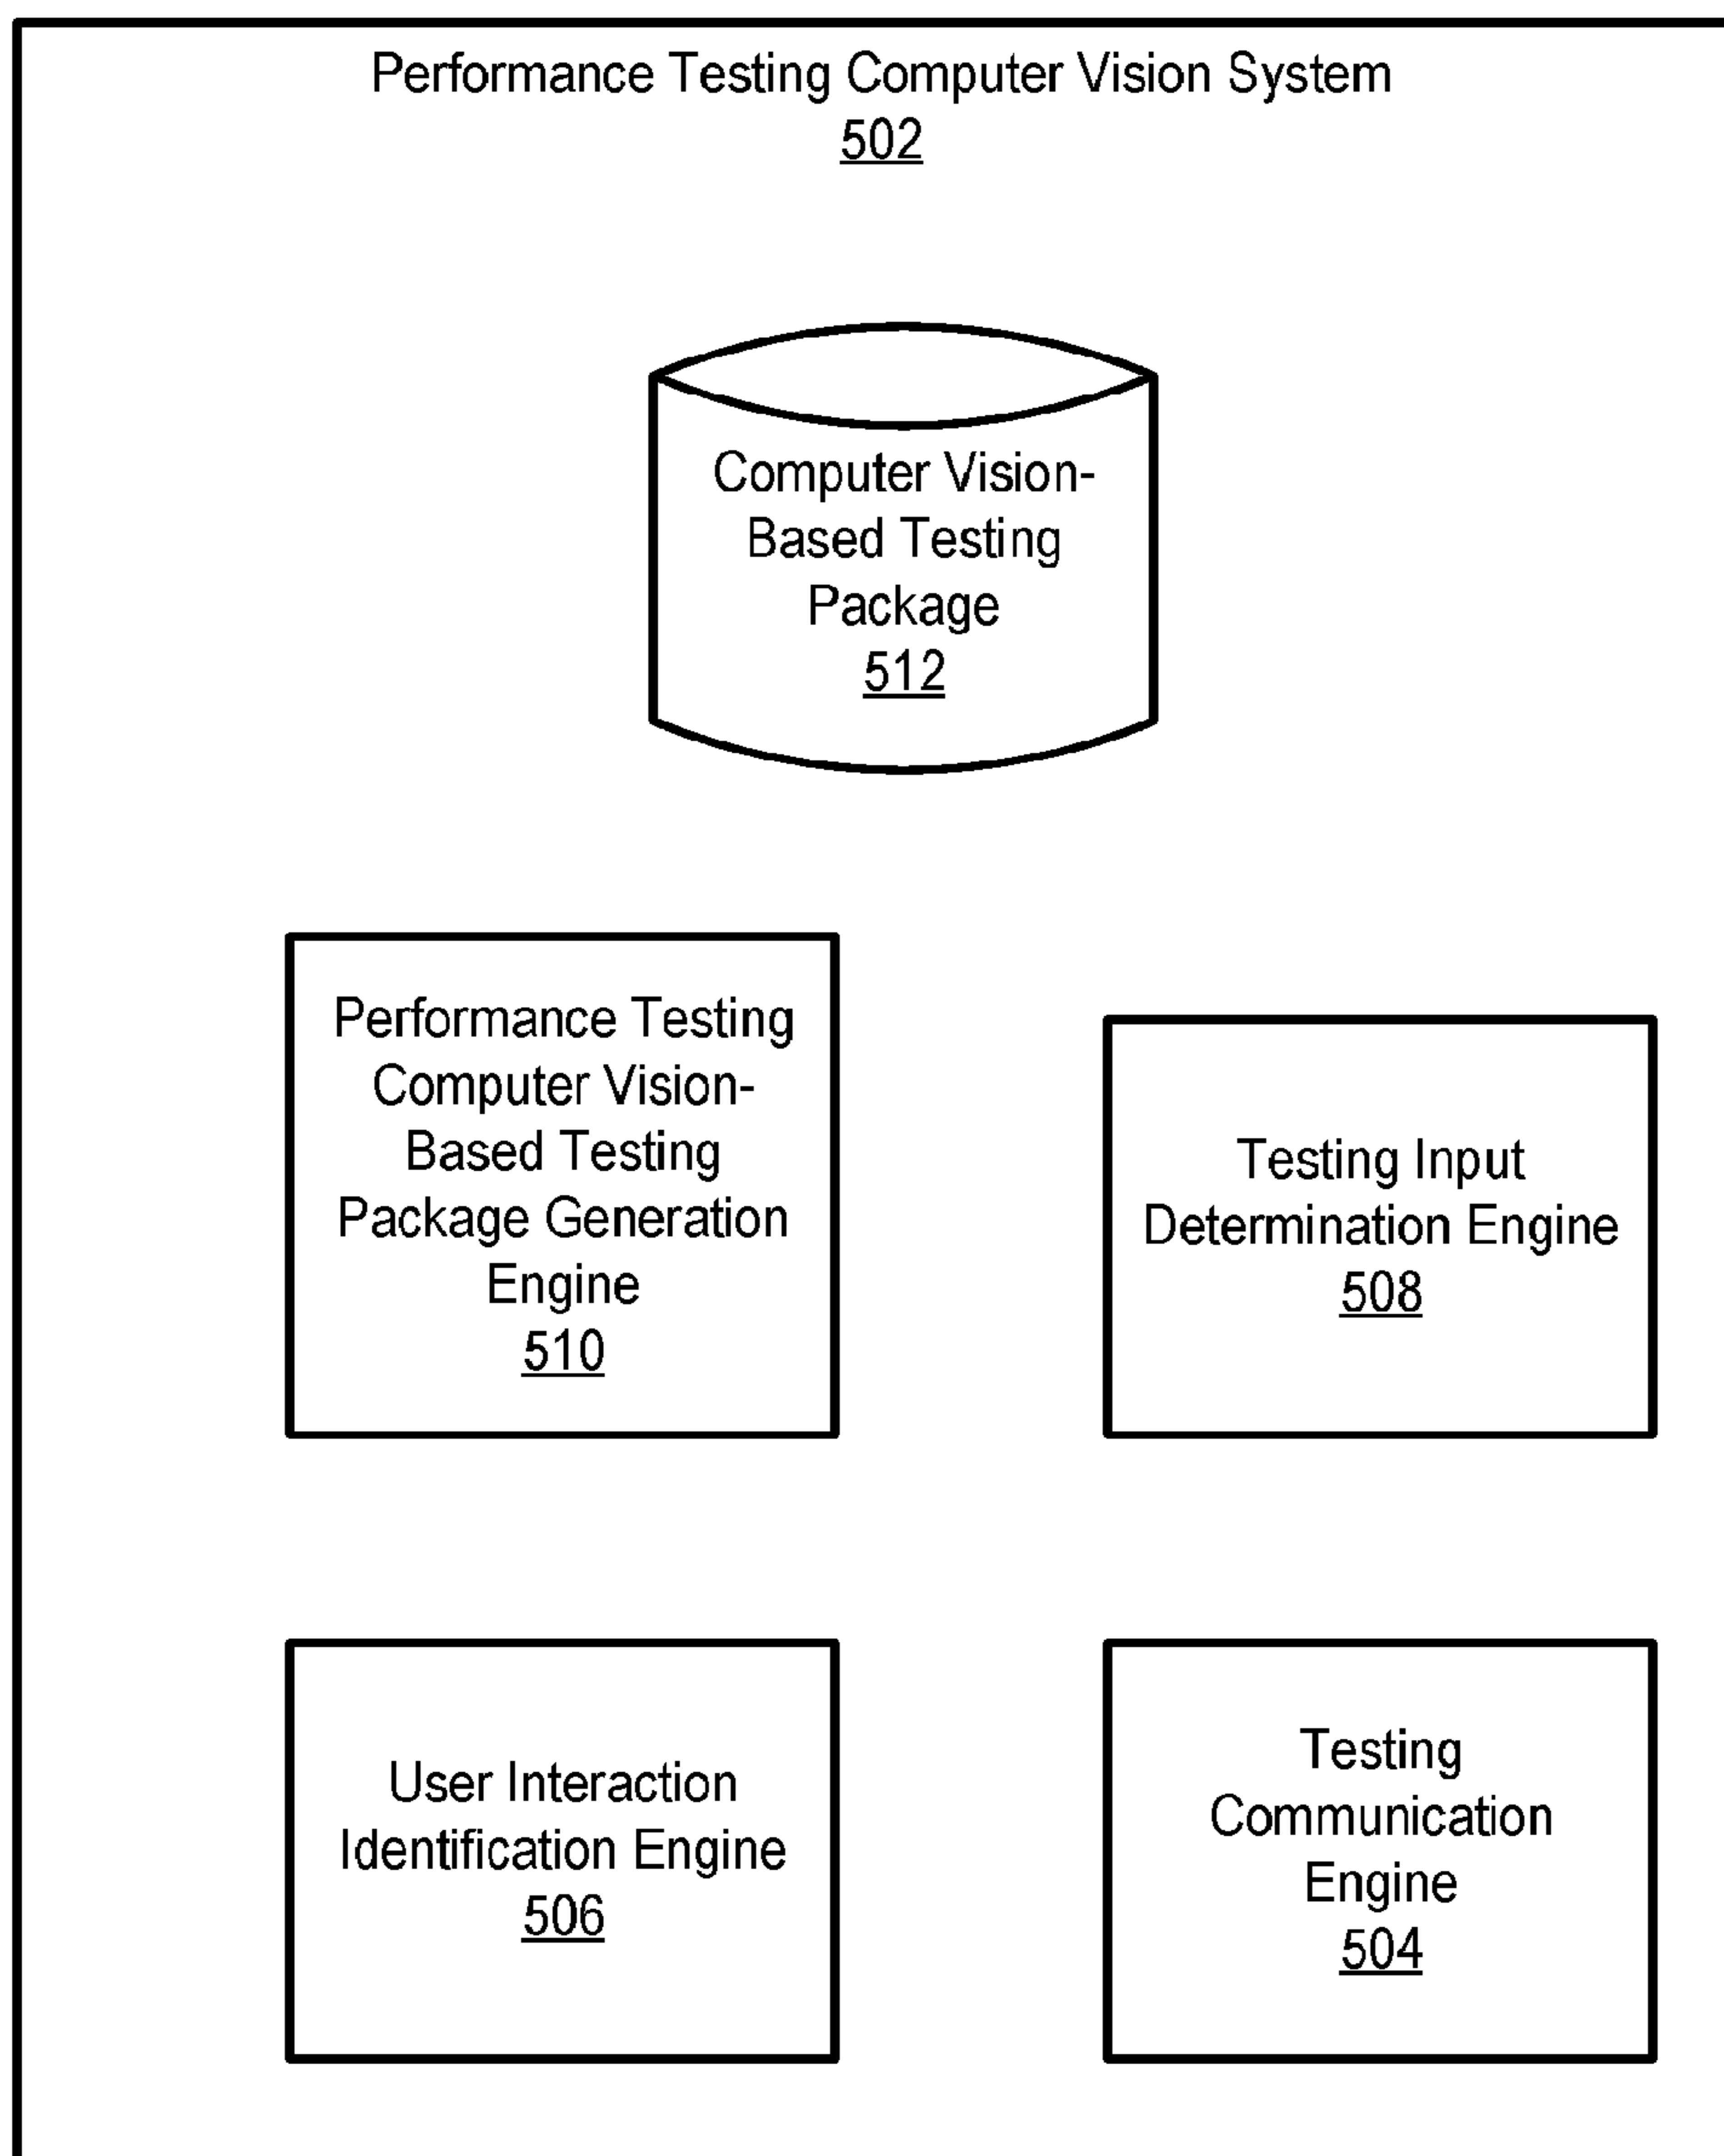 Performance Testing Computer Vision System
502
Computer Vision-
Based Testing
Package
512
Performance Testing
Computer Vision-
Based Testing
Package Generation
Engine
510
Testing Input
Determination Engine
508
User Interaction
Identification Engine
506
Testing
Communication
Engine
504